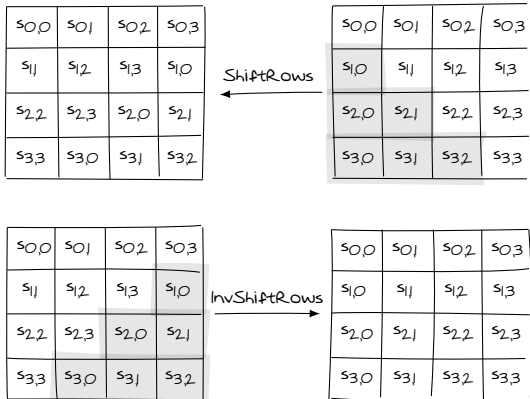 s0,0 s0,1 s0,2 s0,3 s0,0 s0,1 s0,2 s0,3
s1,1 s1,2 s1,3 s1,0 ShiftRows s1,0 s1,1 s1,2 s1,3
s2,2 s2,3 s2,0 s2,1 s2,0 s2,1 s2,2 s2,3
s3,3 s3,0 s3,1 s3,2 s3,0 s3,1 s3,2 s3,3
s0,0 s0,1 s0,2 s0,3 s0,0 s0,1 s0,2 s0,3
s1,1 s1,2 s1,3 s1,0 InvShiftRows s1,0 s1,1 s1,2 s1,3
s2,2 s2,3 s2,0 s2,1 s2,0 s2,1 s2,2 s2,3
s3,3 s3,0 s3,1 s3,2 s3,0 s3,1 s3,2 s3,3